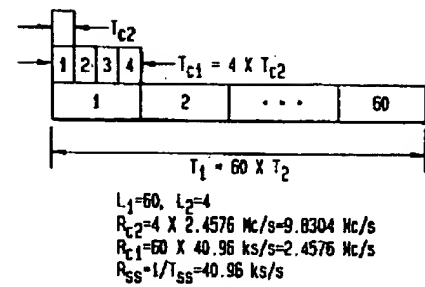 T_C2
1 2 3 4 T_C1 = 4 X T_C2
1 2 • • • 60
T_1 = 60 X T_2
L_1=60, L_2=4
R_C2=4 X 2.4576 Mc/s=9.8304 Mc/s
R_C1=60 X 40.96 ks/s=2.4576 Mc/s
R_SS=1/T_SS=40.96 ks/s